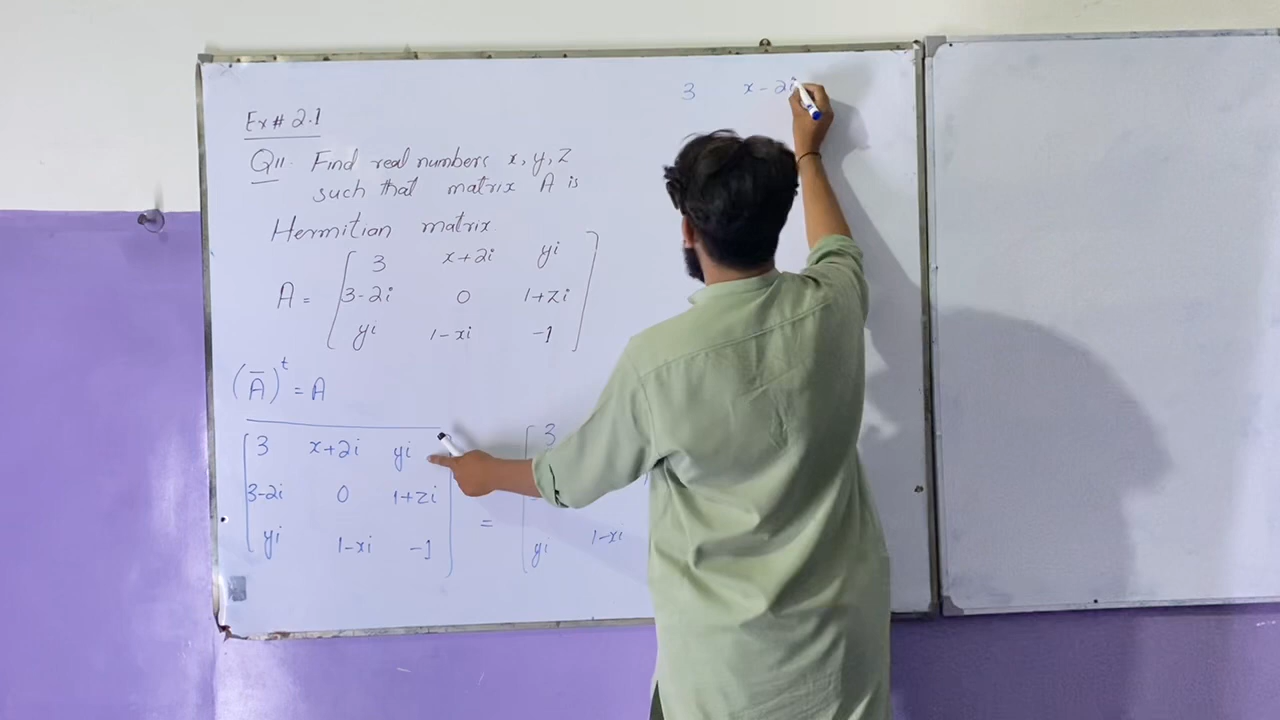 Ex# 2.1
Q11. Find real numbers x, y, z
such that matrix A is
Hermitian matrix.
A = [ 3 x+2i yi
3-2i 0 1+zi
yi 1-xi -1 ]
(Ā)ᵗ = A
[ 3 x+2i yi
3-2i 0 1+zi
yi 1-xi -1 ]
= [ 3
yi 1-xi
3 x-2i